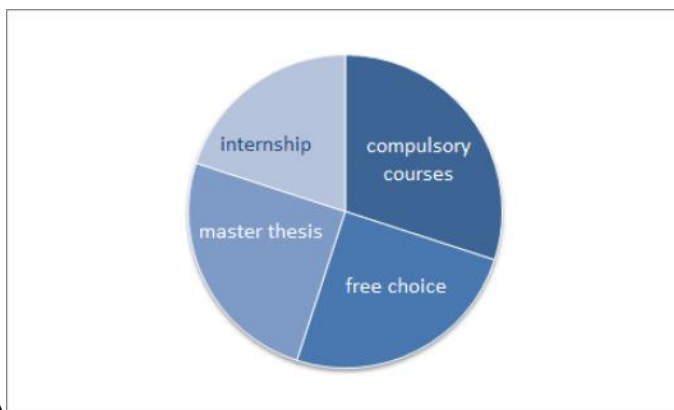 internship
compulsory
courses
master thesis
free choice